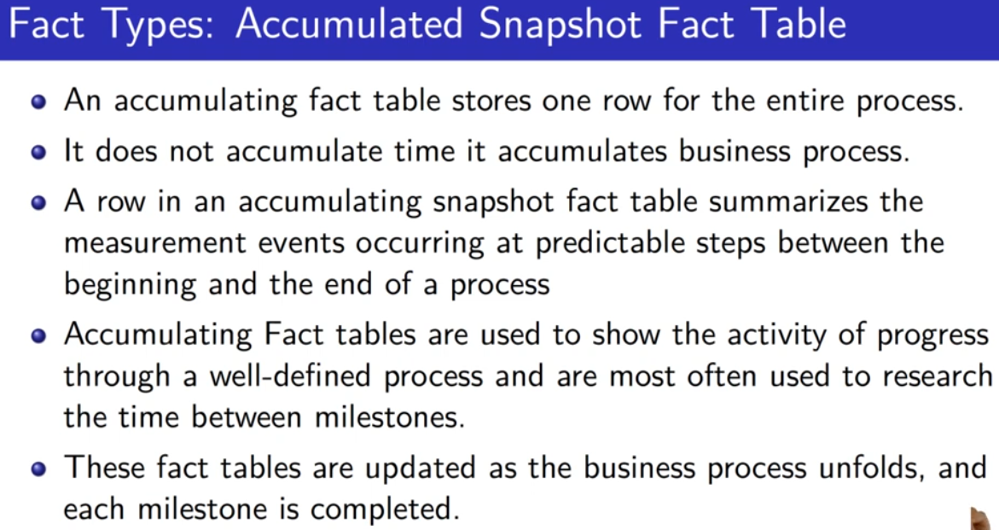 Fact Types: Accumulated Snapshot Fact Table
An accumulating fact table stores one row for the entire process.
It does not accumulate time it accumulates business process.
A row in an accumulating snapshot fact table summarizes the
measurement events occurring at predictable steps between the
beginning and the end of a process
Accumulating Fact tables are used to show the activity of progress
through a well-defined process and are most often used to research
the time between milestones.
These fact tables are updated as the business process unfolds, and
each milestone is completed.